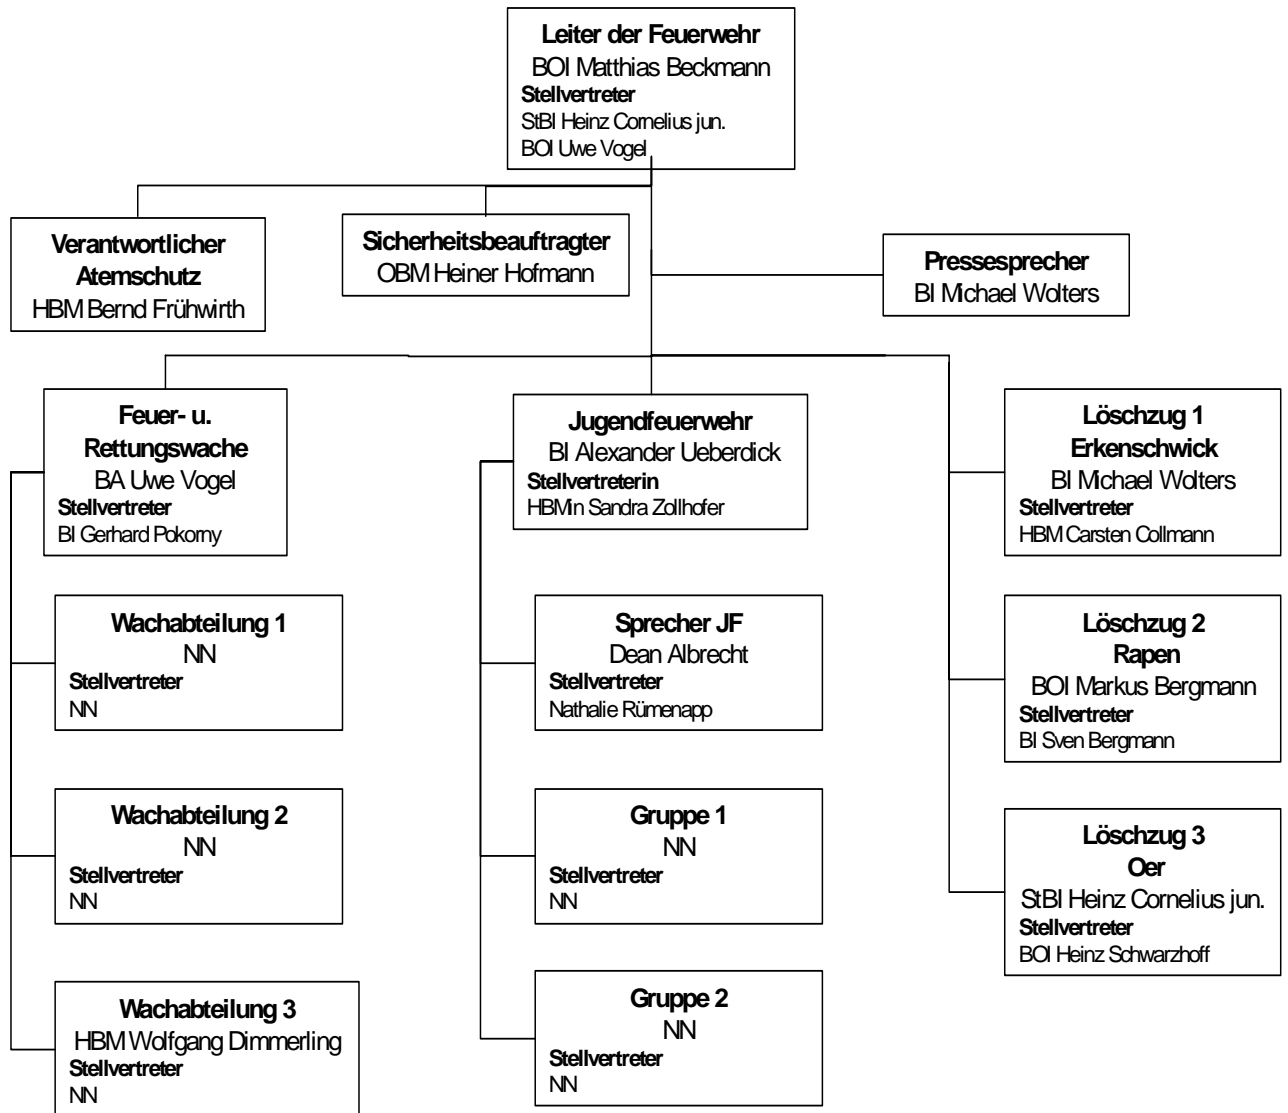 Leiter der Feuerwehr
BOI Matthias Beckmann
Stellvertreter
StBI Heinz Cornelius jun.
BOI Uwe Vogel
Verantwortlicher
Atemschutz
HBM Bernd Frühwirth
Sicherheitsbeauftragter
OBM Heiner Hofmann
Pressesprecher
BI Michael Wolters
Feuer- u.
Rettungswache
BA Uwe Vogel
Stellvertreter
BI Gerhard Pokorny
Wachabteilung 1
NN
Stellvertreter
NN
Wachabteilung 2
NN
Stellvertreter
NN
Wachabteilung 3
HBM Wolfgang Dimmerling
Stellvertreter
NN
Jugendfeuerwehr
BI Alexander Ueberdick
Stellvertreterin
HBMin Sandra Zollhofer
Sprecher JF
Dean Albrecht
Stellvertreter
Nathalie Rümenapp
Gruppe 1
NN
Stellvertreter
NN
Gruppe 2
NN
Stellvertreter
NN
Löschzug 1
Erkenschwick
BI Michael Wolters
Stellvertreter
HBM Carsten Collmann
Löschzug 2
Rapen
BOI Markus Bergmann
Stellvertreter
BI Sven Bergmann
Löschzug 3
Oer
StBI Heinz Cornelius jun.
Stellvertreter
BOI Heinz Schwarzhoff